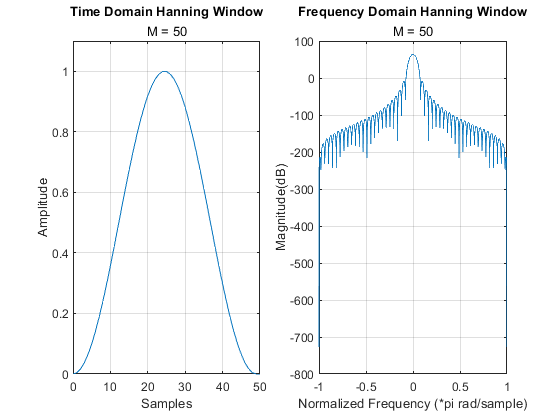 Time Domain Hanning Window
M = 50
1
0.8
0.6
0.4
0.2
0
Amplitude
0 10 20 30 40 50
Samples
Frequency Domain Hanning Window
M = 50
100
0
-100
-200
-300
-400
-500
-600
-700
-800
Magnitude(dB)
-1 -0.5 0 0.5 1
Normalized Frequency (*pi rad/sample)